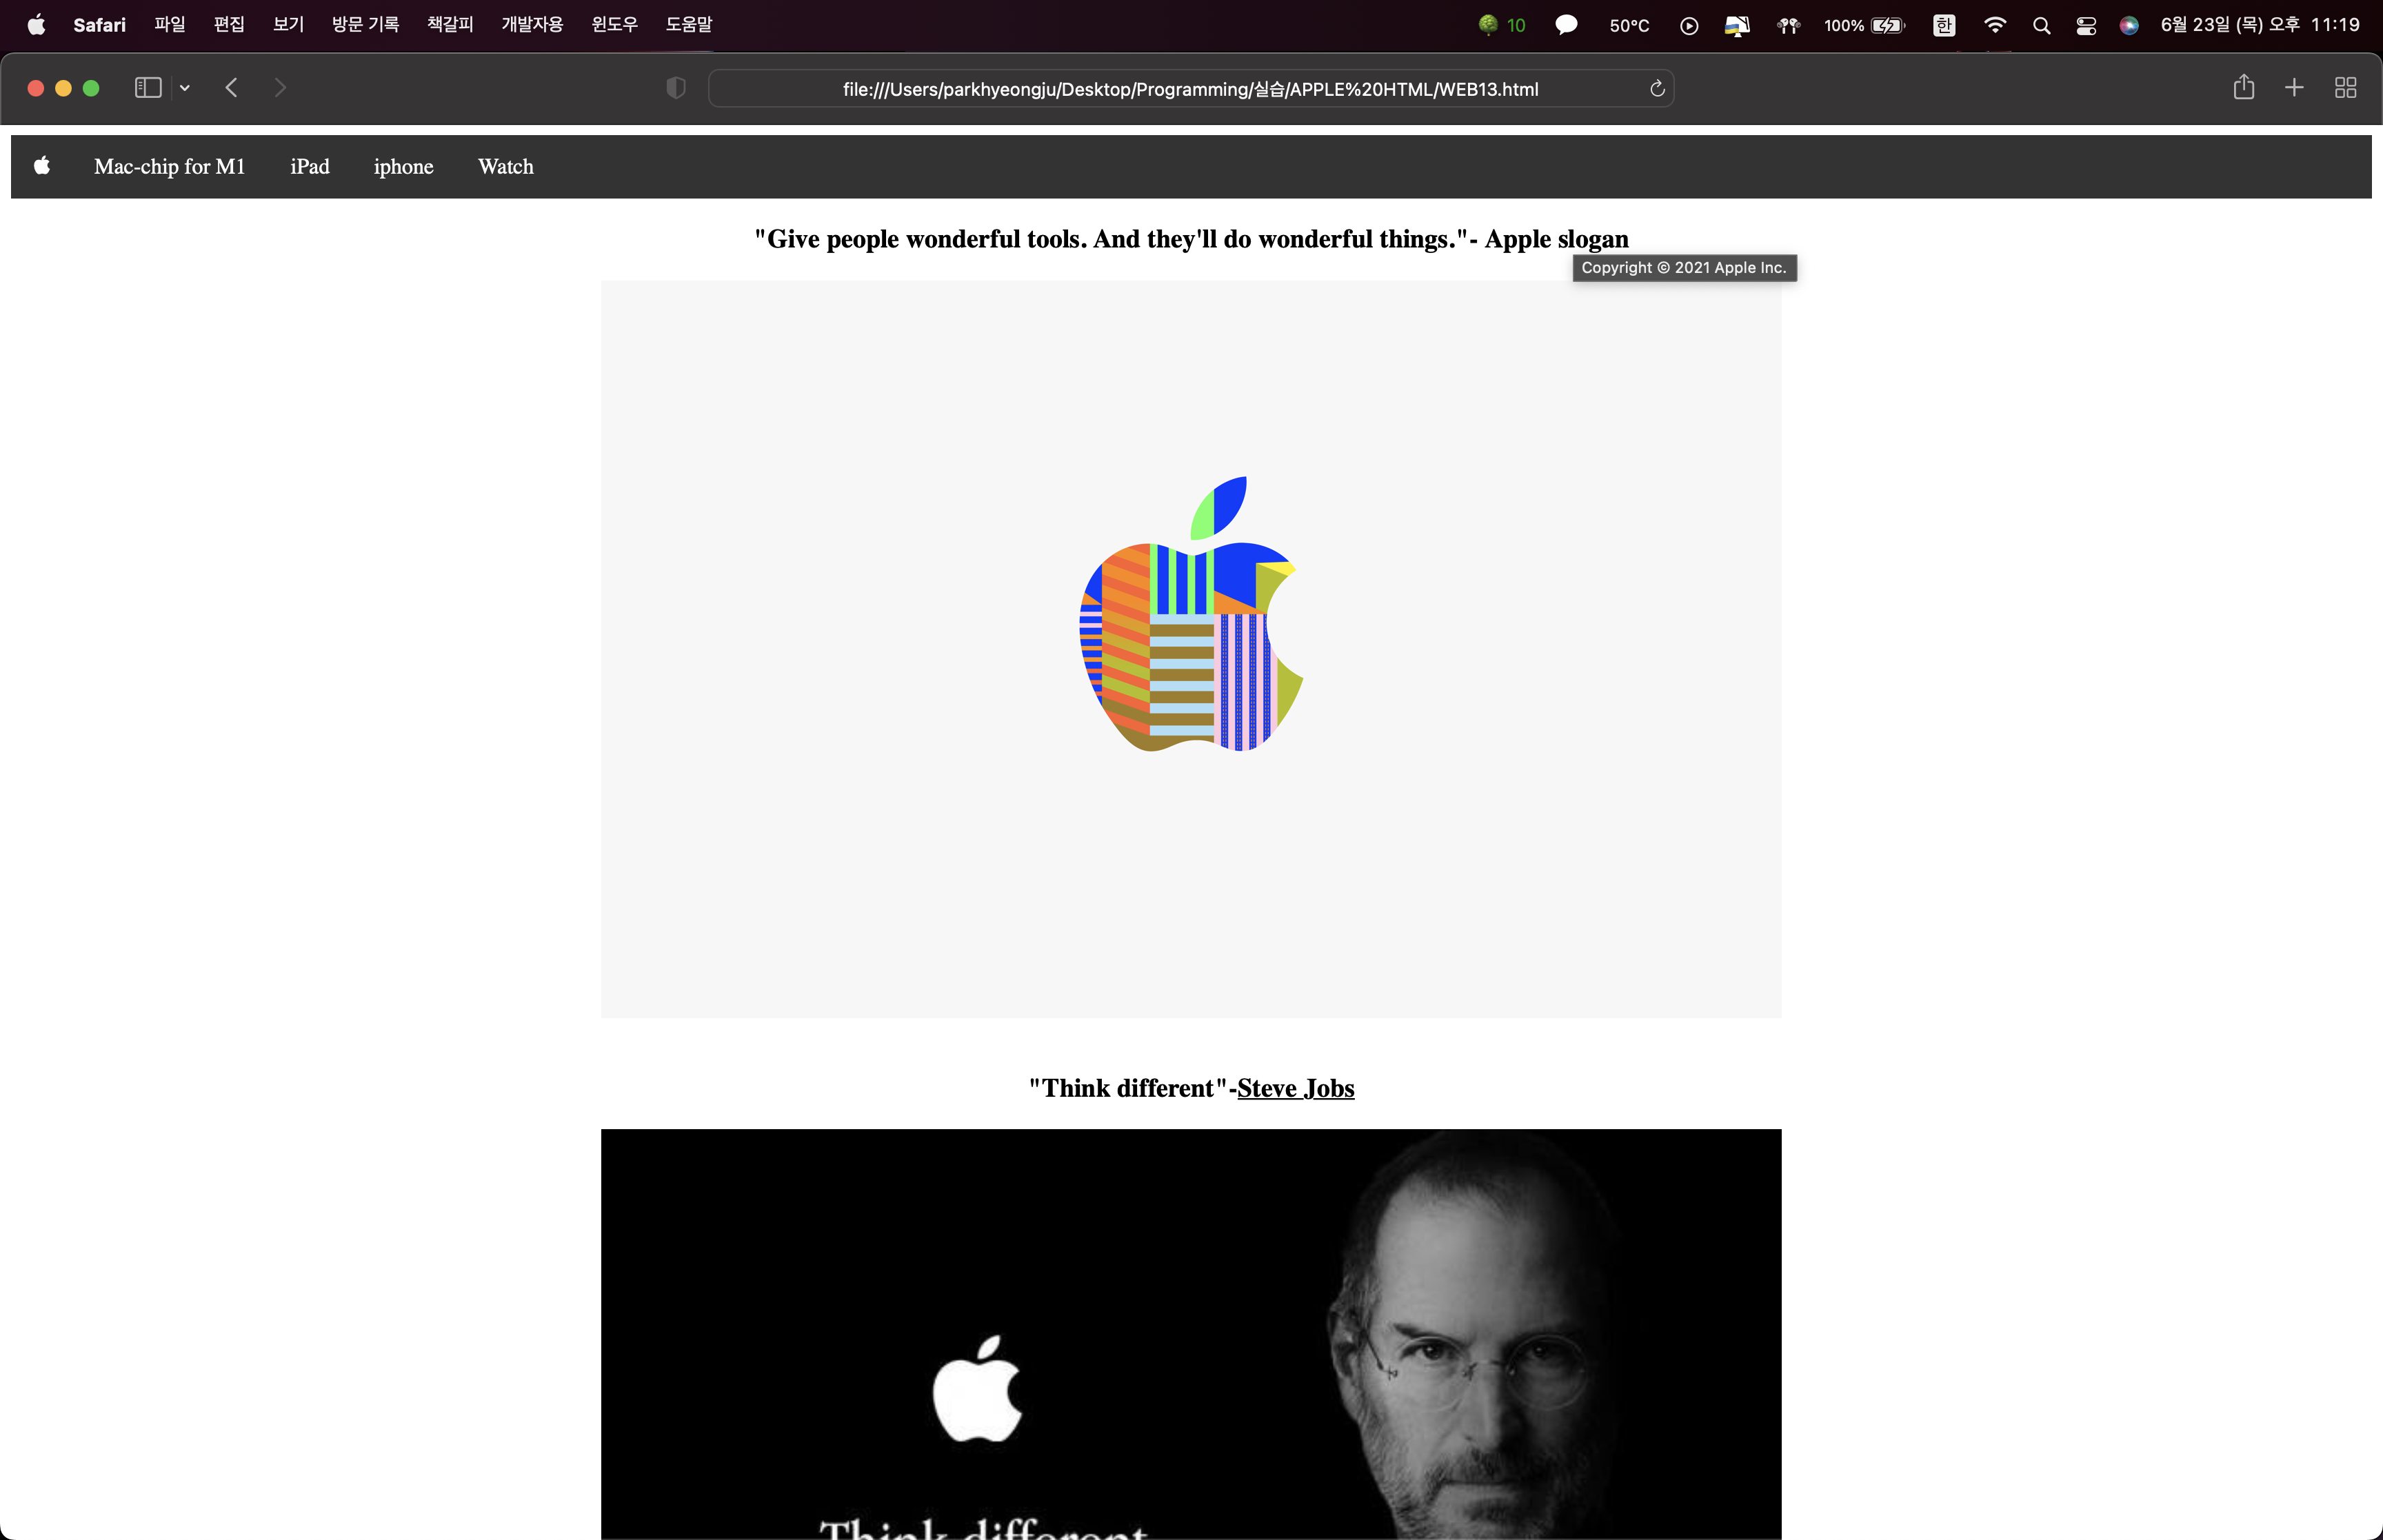 Safari 파일 편집 보기 방문 기록 책갈피 개발자용 윈도우 도움말 10 50°C 100% 한 6월 23일 (목) 오후 11:19
file:///Users/parkhyeongju/Desktop/Programming/실습/APPLE%20HTML/WEB13.html
Mac-chip for M1 iPad iphone Watch
"Give people wonderful tools. And they'll do wonderful things."- Apple slogan
Copyright © 2021 Apple Inc.
"Think different"-Steve Jobs
Think different